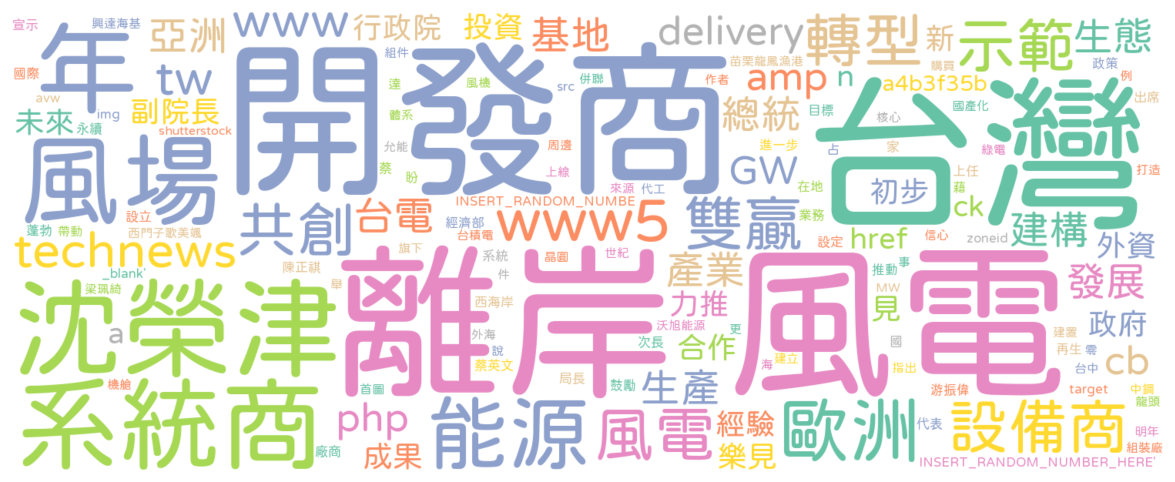 宣示
興達海基
亞洲
www
行政院
投資
基地
delivery
轉型
新
示範
生態
國際
年
tw
組件
苗栗龍鳳漁港
購買
政策
avw
副院長
開發商
達
風機
src
併聯
作者
amp
n
a4b3f35b
例
出席
未來
永續
img
shutterstock
體系
總統
目標
核心
國產化
台灣
風場
允能
周邊
進一步
占
家
綠電
蔡
盼
上線
GW
在地
初步
上任
打造
來源
代工
藉
設立
共創
台電
INSERT_RANDOM_NUMBE
www5
雙贏
業務
ck
建構
蓬勃
帶動
西門子歌美颯
經濟部
台積電
設定
信心
href
zoneid
外資
technews
旗下
晶圓
世紀
離岸風電
產業
推動
事
_blank'
陳正祺
系統
件
梁珮綺
舉
西海岸
力推
MW
發展
沈榮津
a
沃旭能源
更
見
外海
說
次長
合作
國
建置
政府
蔡英文
海
建立
指出
再生
零
cb
機艙
首圖
局長
鼓勵
生產
台中
游振偉
target
中鋼
龍頭
系統商
php
能源
風電
經驗
歐洲
代表
設備商
明年
廠商
成果
樂見
組裝廠
INSERT_RANDOM_NUMBER_HERE'